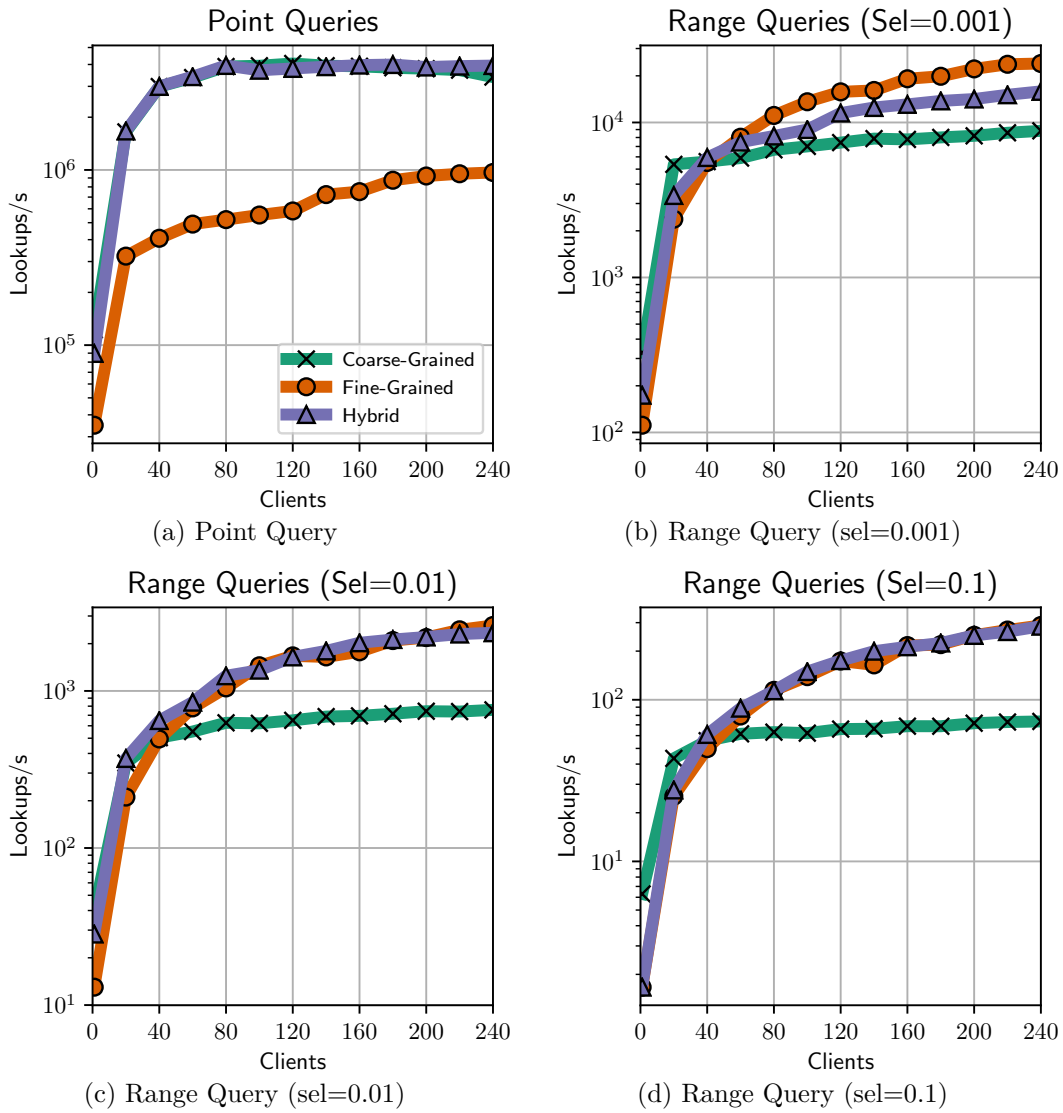 Point Queries
Lookups/s
10^6
10^5
Coarse-Grained
Fine-Grained
Hybrid
0 40 80 120 160 200 240
Clients
(a) Point Query
Range Queries (Sel=0.001)
Lookups/s
10^4
10^3
10^2
0 40 80 120 160 200 240
Clients
(b) Range Query (sel=0.001)
Range Queries (Sel=0.01)
Lookups/s
10^3
10^2
10^1
0 40 80 120 160 200 240
Clients
(c) Range Query (sel=0.01)
Range Queries (Sel=0.1)
Lookups/s
10^2
10^1
0 40 80 120 160 200 240
Clients
(d) Range Query (sel=0.1)